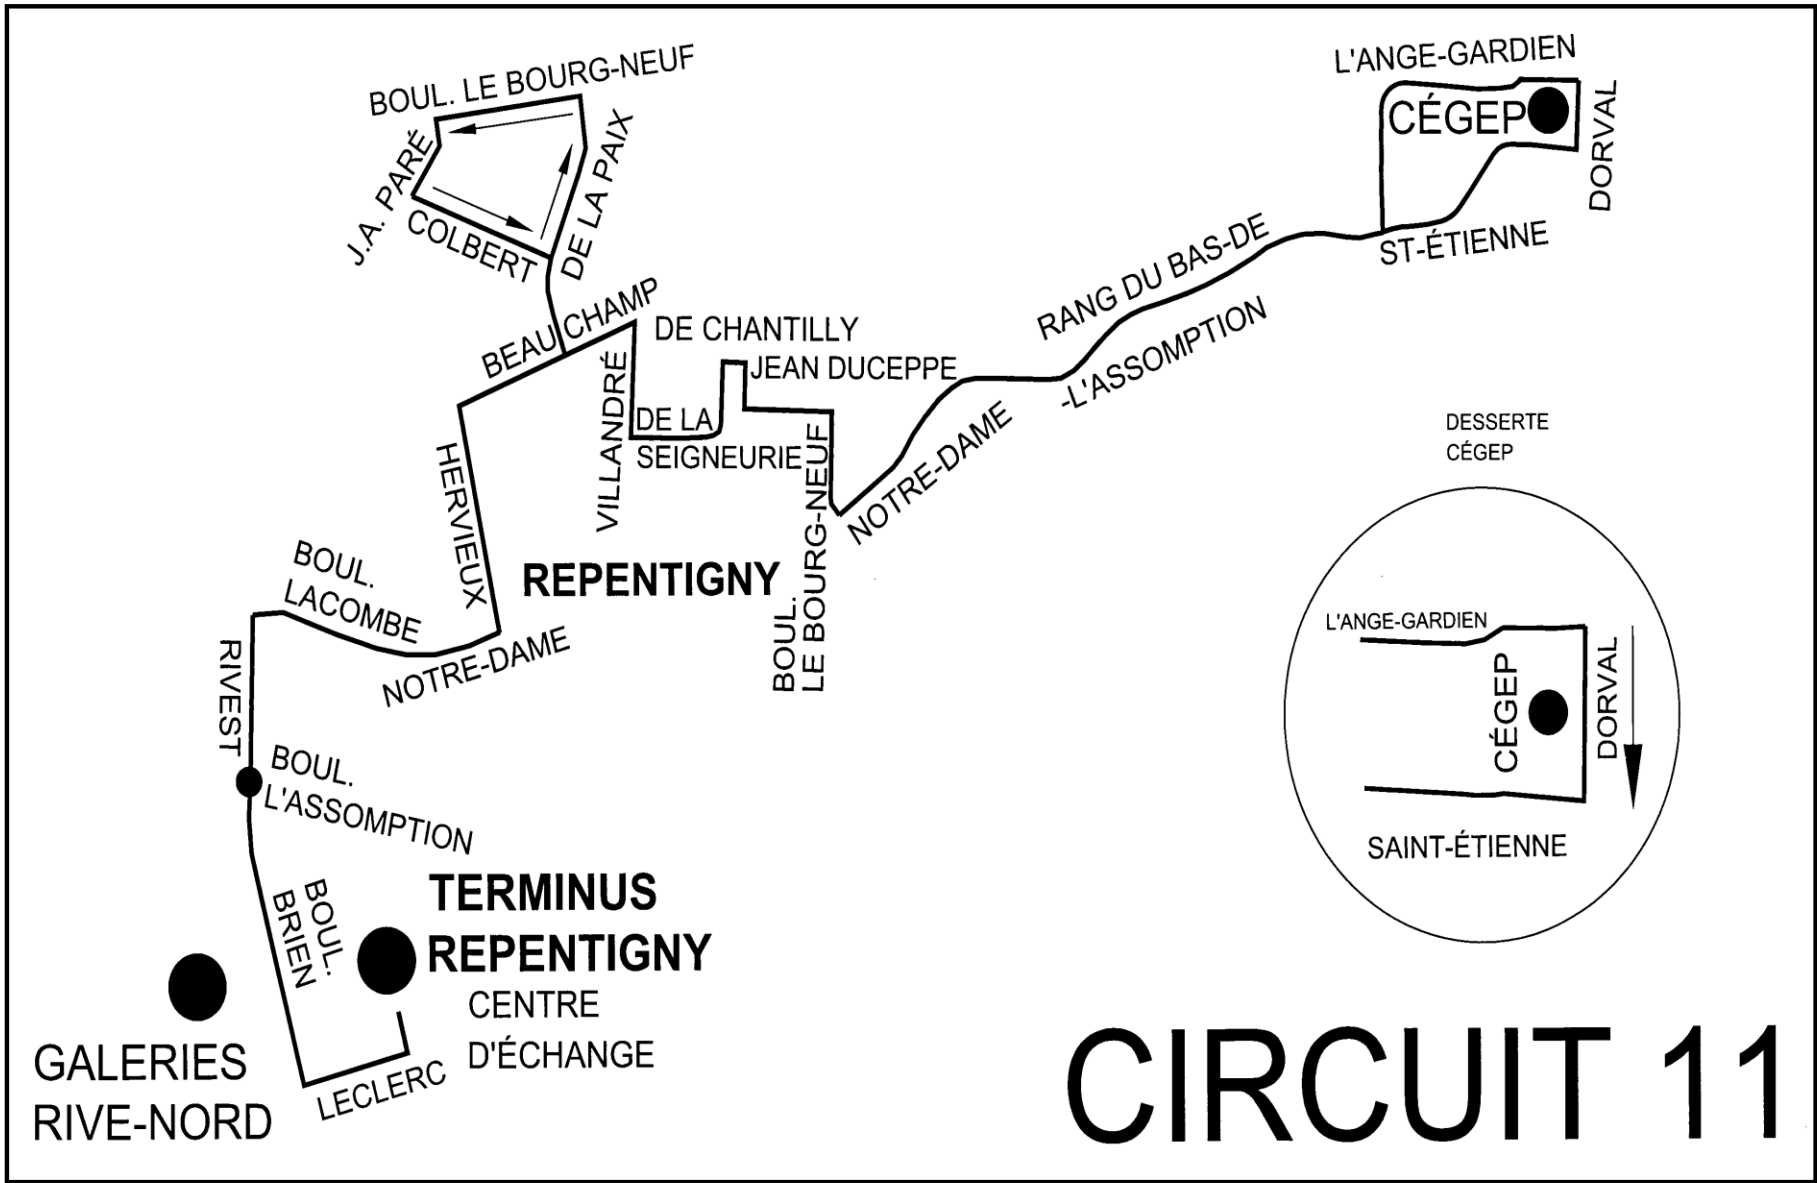 BOUL. LE BOURG-NEUF
J.A. PARÉ
COLBERT
DE LA PAIX
BEAUCHAMP
DE CHANTILLY
JEAN DUCEPPE
VILLANDRÉ
DE LA
SEIGNEURIE
BOUL.
LE BOURG-NEUF
NOTRE-DAME
RANG DU BAS-DE
-L'ASSOMPTION
L'ANGE-GARDIEN
CÉGEP
DORVAL
ST-ÉTIENNE
HERVIEUX
REPENTIGNY
BOUL.
LACOMBE
NOTRE-DAME
RIVEST
BOUL.
L'ASSOMPTION
BOUL.
BRIEN
TERMINUS
REPENTIGNY
CENTRE
D'ÉCHANGE
GALERIES
RIVE-NORD
LECLERC
DESSERTE
CÉGEP
L'ANGE-GARDIEN
CÉGEP
DORVAL
SAINT-ÉTIENNE
CIRCUIT 11